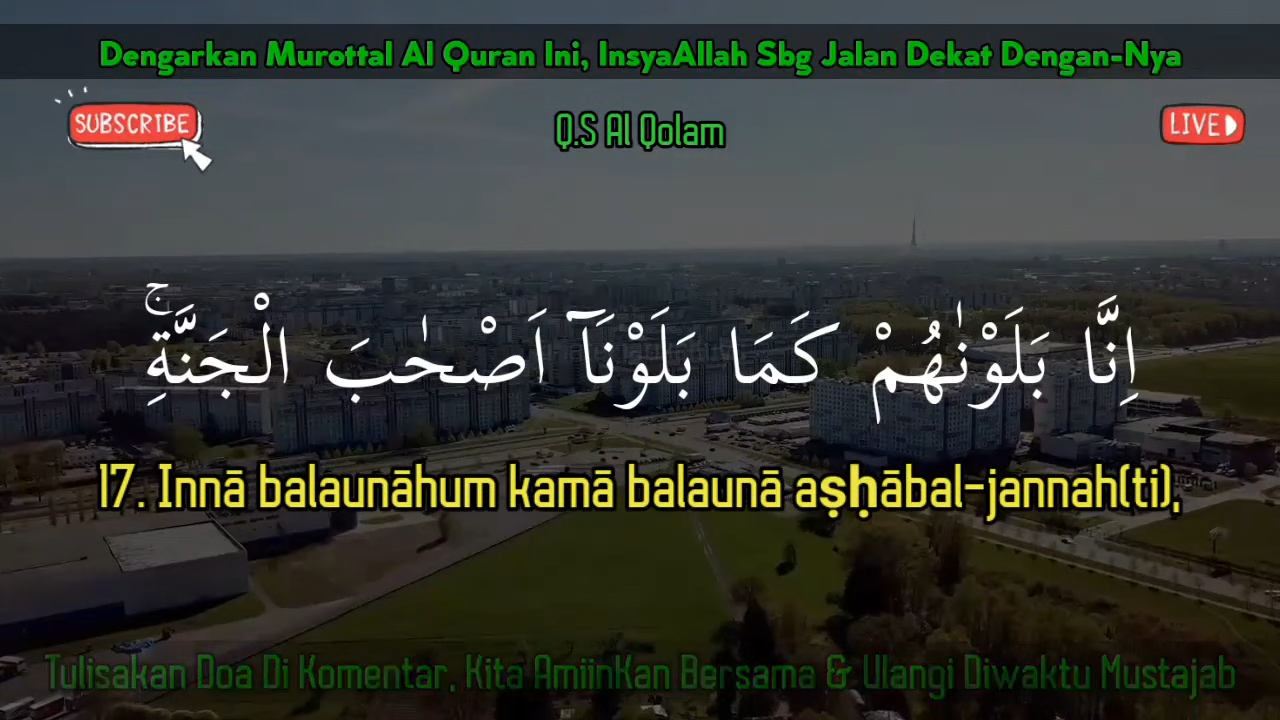 Dengarkan Murottal Al Quran Ini, InsyaAllah Sbg Jalan Dekat Dengan-Nya
SUBSCRIBE
LIVE
Q.S Al Qolam
اِنَّا بَلَوْنٰهُمْ كَمَا بَلَوْنَآ اَصْحٰبَ الْجَنَّةِۚ
17. Innā balaunāhum kamā balaunā aṣḥābal-jannah(ti),
Tulisakan Doa Di Komentar, Kita AmiinKan Bersama & Ulangi Diwaktu Mustajab